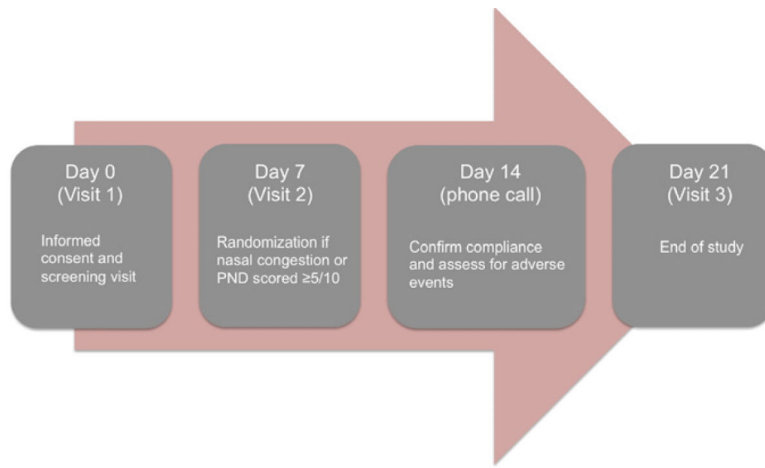 Day 0
(Visit 1)
Informed
consent and
screening visit
Day 7
(Visit 2)
Randomization if
nasal congestion or
PND scored ≥5/10
Day 14
(phone call)
Confirm compliance
and assess for adverse
events
Day 21
(Visit 3)
End of study